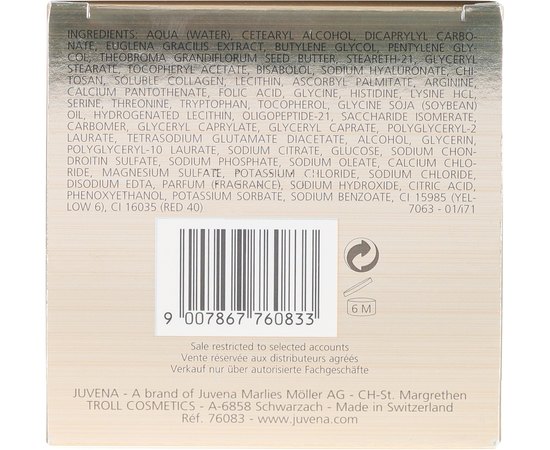 INGREDIENTS: AQUA (WATER), CETEARYL ALCOHOL, DICAPRYLYL CARBO-
NATE, EUGLENA GRACILIS EXTRACT, BUTYLENE GLYCOL, PENTYLENE GLY-
COL, THEOBROMA GRANDIFLORUM SEED BUTTER, STEARETH-21, GLYCERYL
STEARATE, TOCOPHERYL ACETATE, BISABOLOL, SODIUM HYALURONATE, CHI-
TOSAN, SOLUBLE COLLAGEN, LECITHIN, ASCORBYL PALMITATE, ARGININE,
CALCIUM PANTOTHENATE, FOLIC ACID, GLYCINE, HISTIDINE, LYSINE HCL,
SERINE, THREONINE, TRYPTOPHAN, TOCOPHEROL, GLYCINE SOJA (SOYBEAN)
OIL, HYDROGENATED LECITHIN, OLIGOPEPTIDE-21, SACCHARIDE ISOMERATE,
CARBOMER, GLYCERYL CAPRYLATE, GLYCERYL CAPRATE, POLYGLYCERYL-2
LAURATE, TETRASODIUM GLUTAMATE DIACETATE, ALCOHOL, GLYCERIN,
POLYGLYCERYL-10 LAURATE, SODIUM CITRATE, GLUCOSE, SODIUM CHON-
DROITIN SULFATE, SODIUM PHOSPHATE, SODIUM OLEATE, CALCIUM CHLO-
RIDE, MAGNESIUM SULFATE, POTASSIUM CHLORIDE, SODIUM CHLORIDE,
DISODIUM EDTA, PARFUM (FRAGRANCE), SODIUM HYDROXIDE, CITRIC ACID,
PHENOXYETHANOL, POTASSIUM SORBATE, SODIUM BENZOATE, CI 15985 (YEL-
LOW 6), CI 16035 (RED 40) 7063 - 01/i71
9 007867 760833
6 M
Sale restricted to selected accounts
Vente réservée aux distributeurs agréés
Verkauf nur über autorisierte Fachgeschäfte
JUVENA - A brand of Juvena Marlies Möller AG - CH-St. Margrethen
TROLL COSMETICS - A-6858 Schwarzach - Made in Switzerland
Réf. 76083 - www.juvena.com